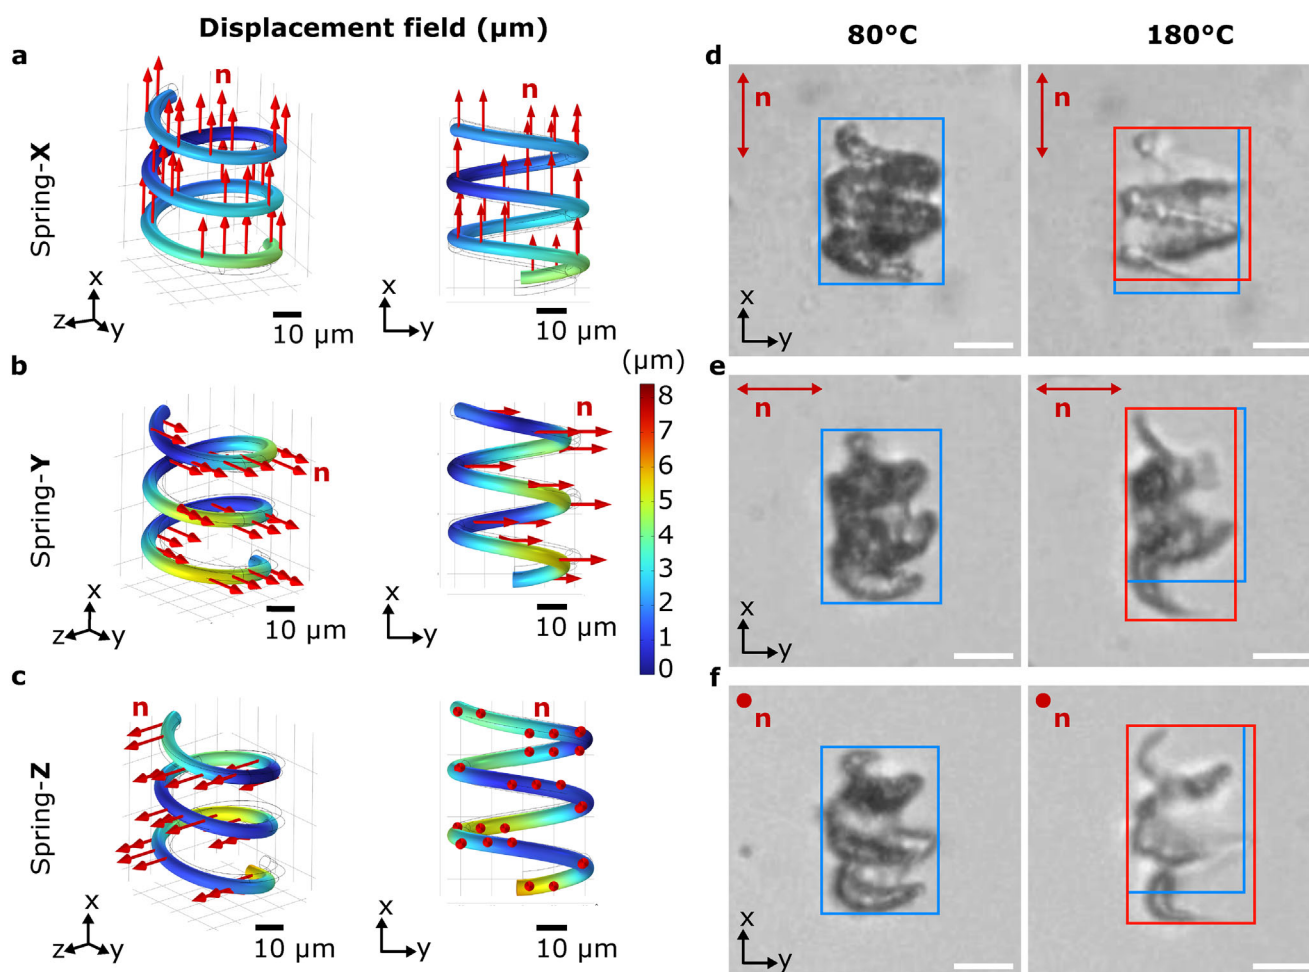 Displacement field (μm)
80°C
180°C
a
n
n
Spring-X
x
z
y
10 μm
x
y
10 μm
d
n
x
y
n
b
Spring-Y
n
x
z
y
10 μm
n
x
y
10 μm
(μm)
8
7
6
5
4
3
2
1
0
e
n
x
y
n
c
Spring-Z
n
x
z
y
10 μm
n
x
y
10 μm
f
n
x
y
n